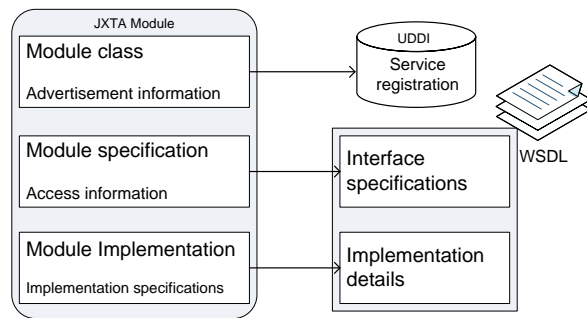 JXTA Module
Module class
Advertisement information
UDDI
Service
registration
Module specification
Access information
Interface
specifications
WSDL
Module Implementation
Implementation specifications
Implementation
details